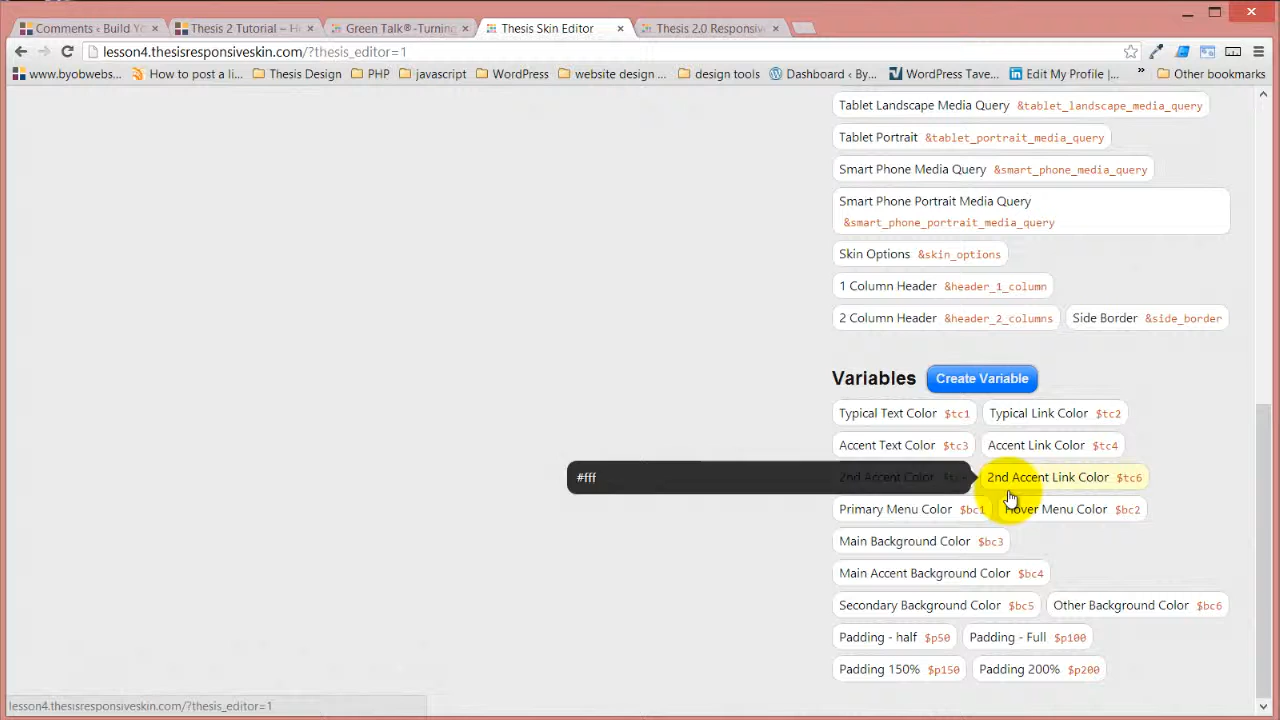 Comments ‹ Build Yo
Thesis 2 Tutorial – Ho
Green Talk® -Turning
Thesis Skin Editor
Thesis 2.0 Responsive
lesson4.thesisresponsiveskin.com/?thesis_editor=1
www.byobwebs...
How to post a li...
Thesis Design
PHP
javascript
WordPress
website design ...
design tools
Dashboard ‹ By...
WordPress Tave...
Edit My Profile |...
»
Other bookmarks
Tablet Landscape Media Query &tablet_landscape_media_query
Tablet Portrait &tablet_portrait_media_query
Smart Phone Media Query &smart_phone_media_query
Smart Phone Portrait Media Query
&smart_phone_portrait_media_query
Skin Options &skin_options
1 Column Header &header_1_column
2 Column Header &header_2_columns Side Border &side_border
Variables Create Variable
Typical Text Color $tc1 Typical Link Color $tc2
Accent Text Color $tc3 Accent Link Color $tc4
#fff 2nd Accent Color 2nd Accent Link Color $tc6
Primary Menu Color $bc1 Hover Menu Color $bc2
Main Background Color $bc3
Main Accent Background Color $bc4
Secondary Background Color $bc5 Other Background Color $bc6
Padding - half $p50 Padding - Full $p100
Padding 150% $p150 Padding 200% $p200
lesson4.thesisresponsiveskin.com/?thesis_editor=1